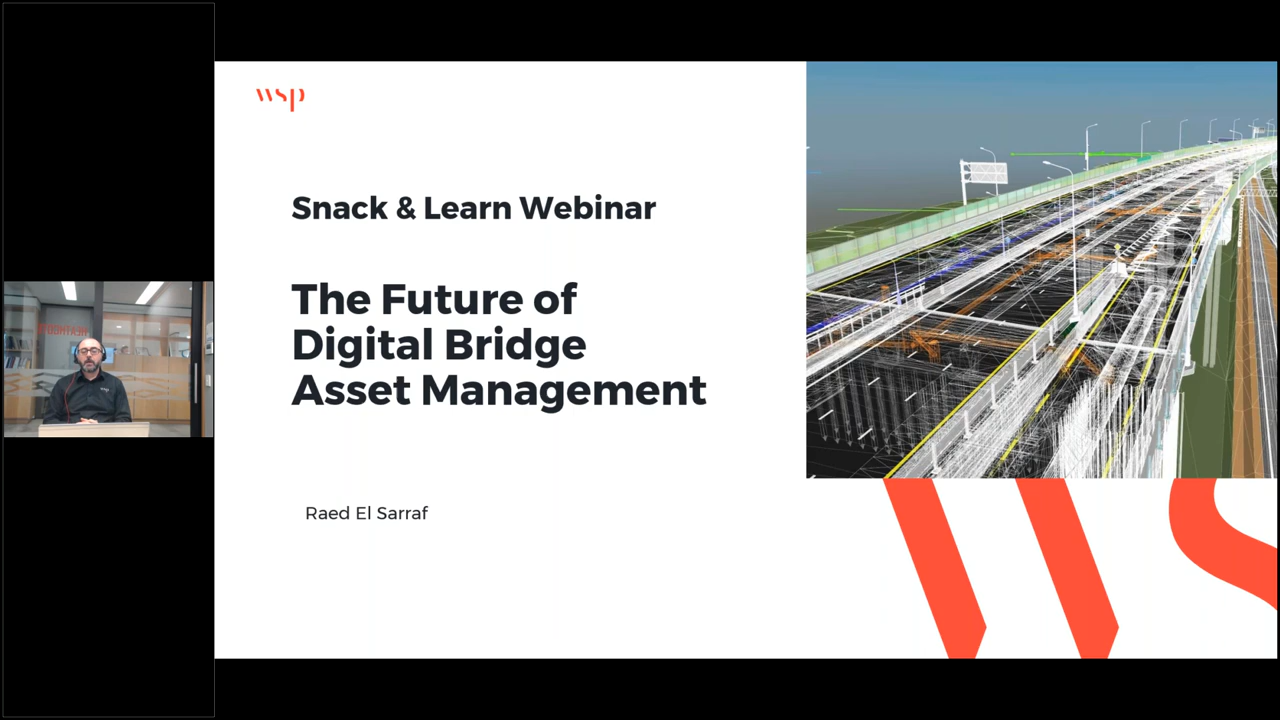 wsp
Snack & Learn Webinar
The Future of
Digital Bridge
Asset Management
Raed El Sarraf